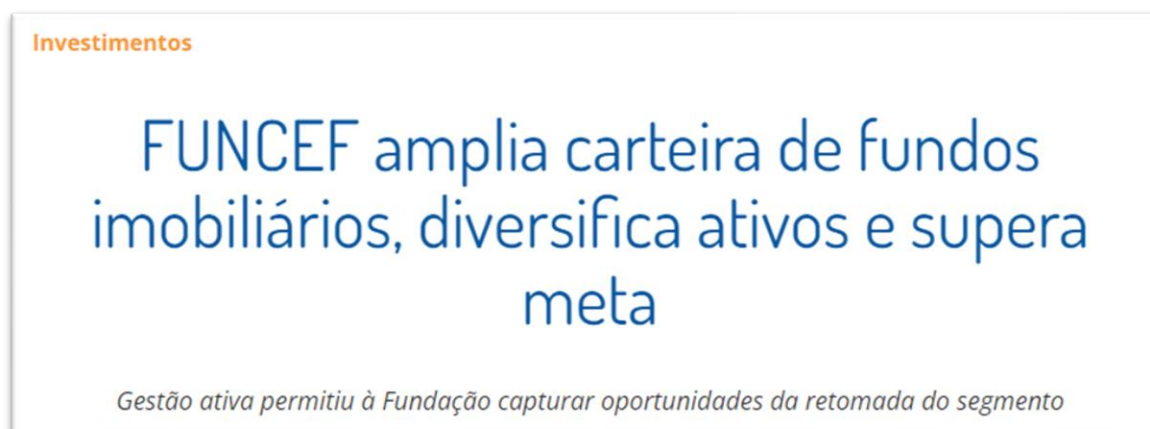 Investimentos
FUNCEF amplia carteira de fundos
imobiliários, diversifica ativos e supera
meta
Gestão ativa permitiu à Fundação capturar oportunidades da retomada do segmento